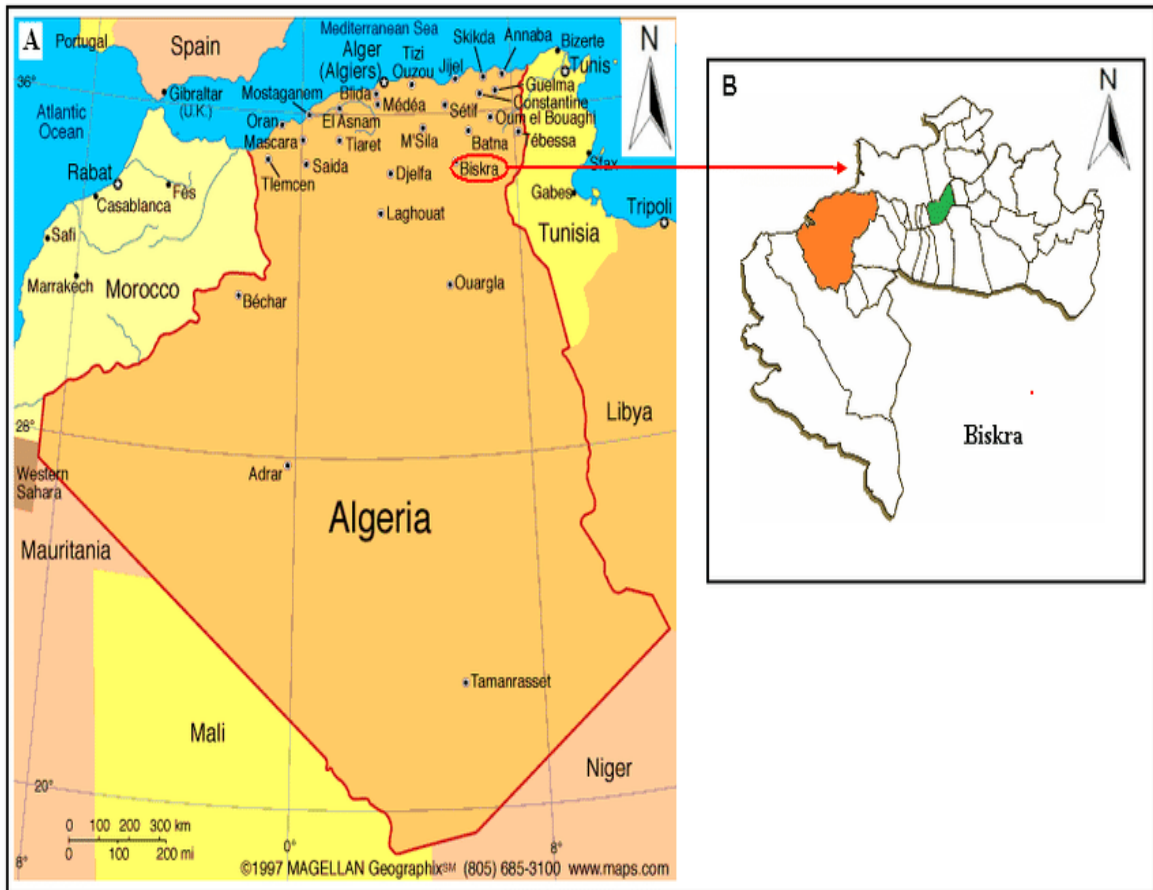 A
Portugal
Spain
Mediterranean Sea
Alger
(Algiers)
Tizi
Ouzou
Jijel
Skikda
Annaba
Bizerte
Tunis
N
36°
Gibraltar
(U.K.)
Mostaganem
Blida
Médéa
Sétif
Guelma
Constantine
Oum el Bouaghi
Atlantic
Ocean
Oran
El Asnam
Mascara
Tiaret
M'Sila
Batna
Tébessa
Rabat
Fès
Tlemcen
Saida
Djelfa
Biskra
Sfax
Casablanca
Gabes
Laghouat
Tripoli
Safi
Tunisia
Marrakech
Morocco
Béchar
Ouargla
Libya
28°
Western
Sahara
Adrar
Algeria
Mauritania
Tamanrasset
Mali
Niger
20°
0 100 200 300 km
0 100 200 mi
8°
0°
8°
©1997 MAGELLAN Geographix℠ (805) 685-3100 www.maps.com
B
N
Biskra